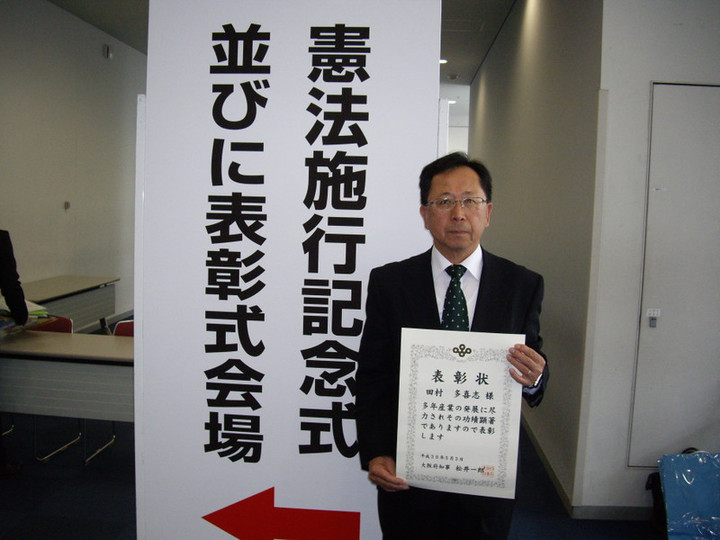 憲法施行記念式
並びに表彰式会場
表彰状
田村 多喜志 様
多年産業の発展に尽
力されその功績顕著
でありますので表彰
します
大阪府知事 松井一郎